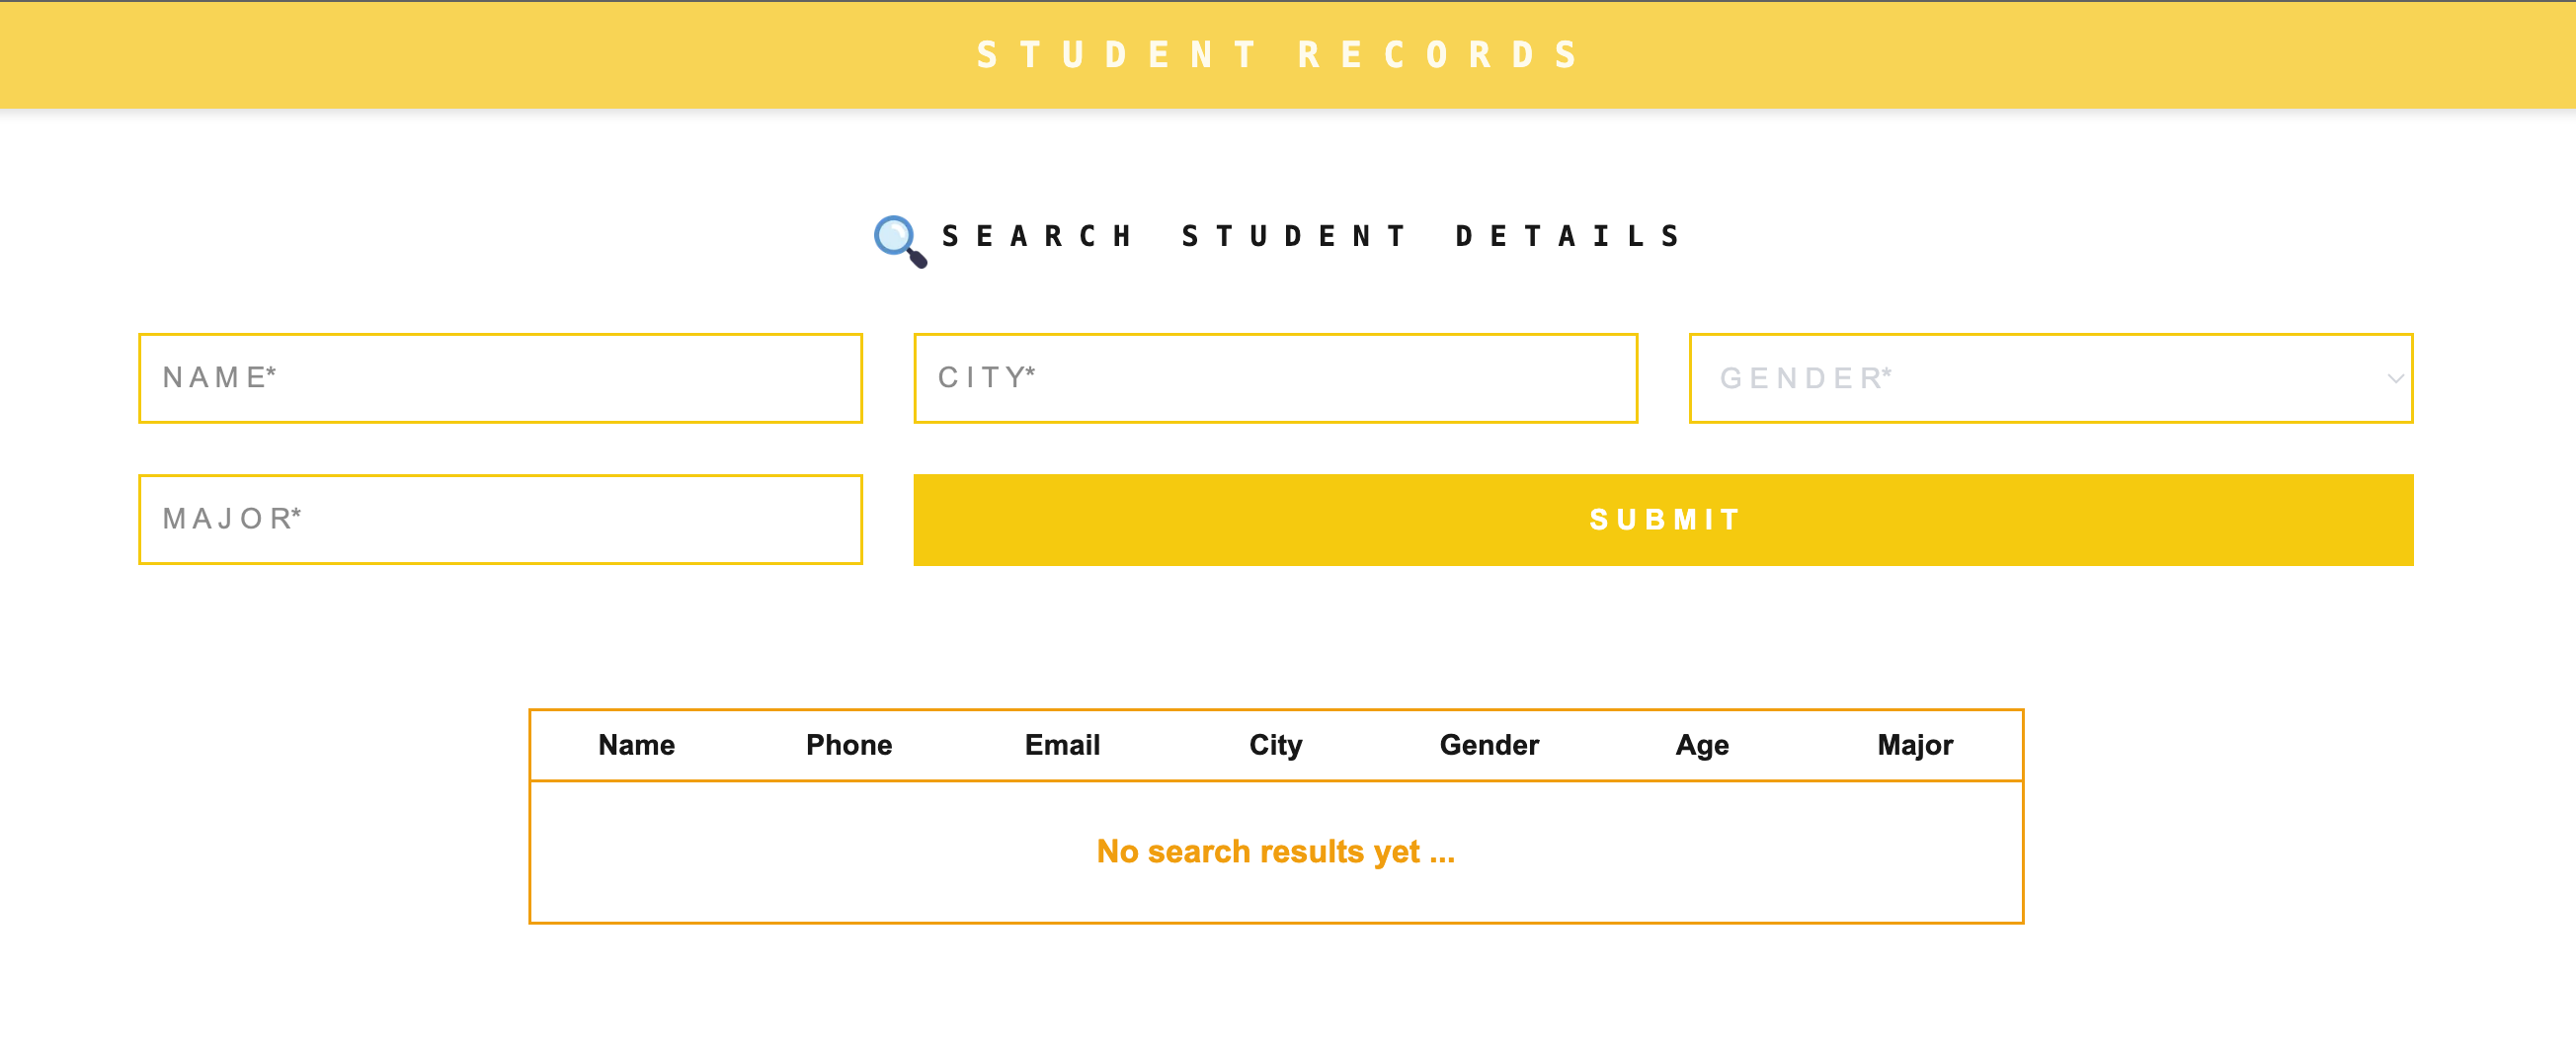 STUDENT RECORDS
SEARCH STUDENT DETAILS
NAME* CITY* GENDER*
MAJOR* SUBMIT
Name Phone Email City Gender Age Major
No search results yet ...